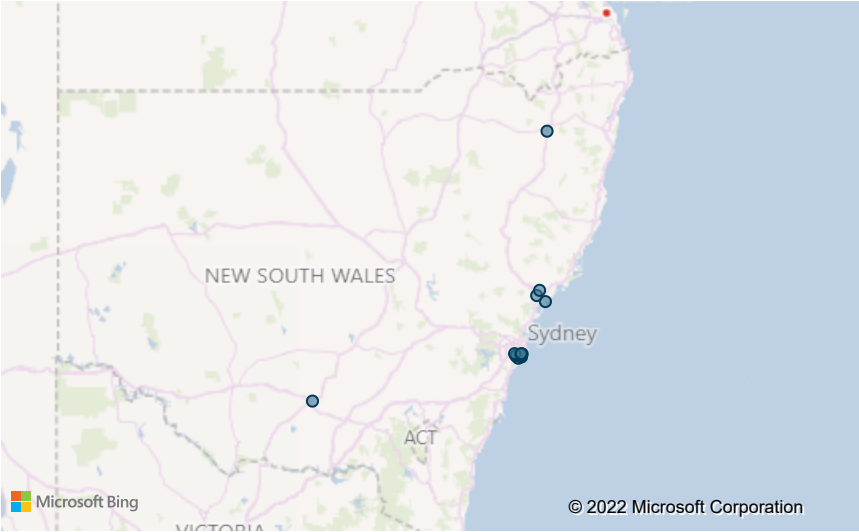 NEW SOUTH WALES
Sydney
ACT
Microsoft Bing
© 2022 Microsoft Corporation
VICTORIA